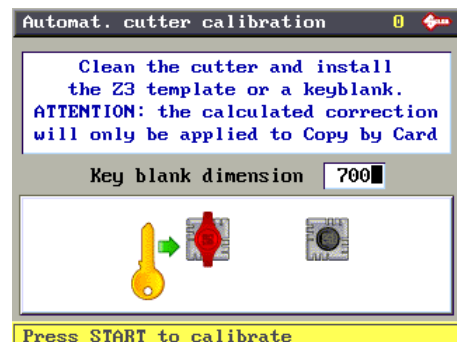 Automat. cutter calibration 0
Clean the cutter and install
the Z3 template or a keyblank.
ATTENTION: the calculated correction
will only be applied to Copy by Card
Key blank dimension 700
Press START to calibrate